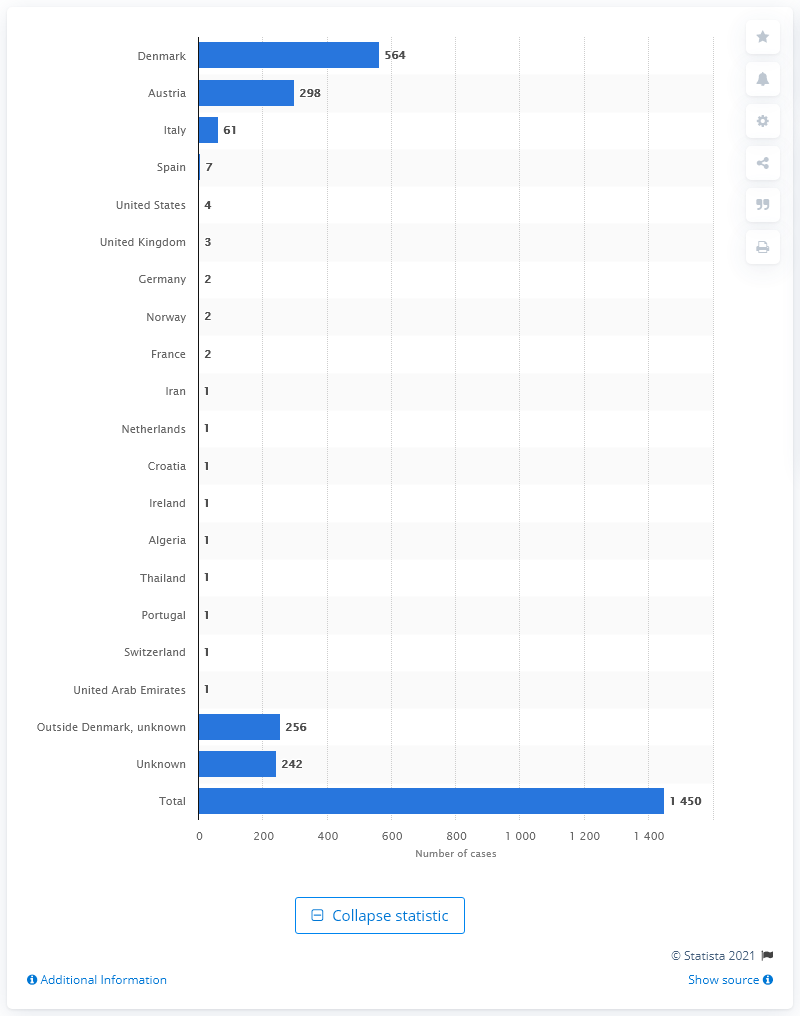 Denmark 564
Austria 298
Italy 61
Spain 7
United States 4
United Kingdom 3
Germany 2
Norway 2
France 2
Iran 1
Netherlands 1
Croatia 1
Ireland 1
Algeria 1
Thailand 1
Portugal 1
Switzerland 1
United Arab Emirates 1
Outside Denmark, unknown 256
Unknown 242
Total 1 450
0 200 400 600 800 1 000 1 200 1 400
Number of cases
Collapse statistic
© Statista 2021
Additional Information Show source